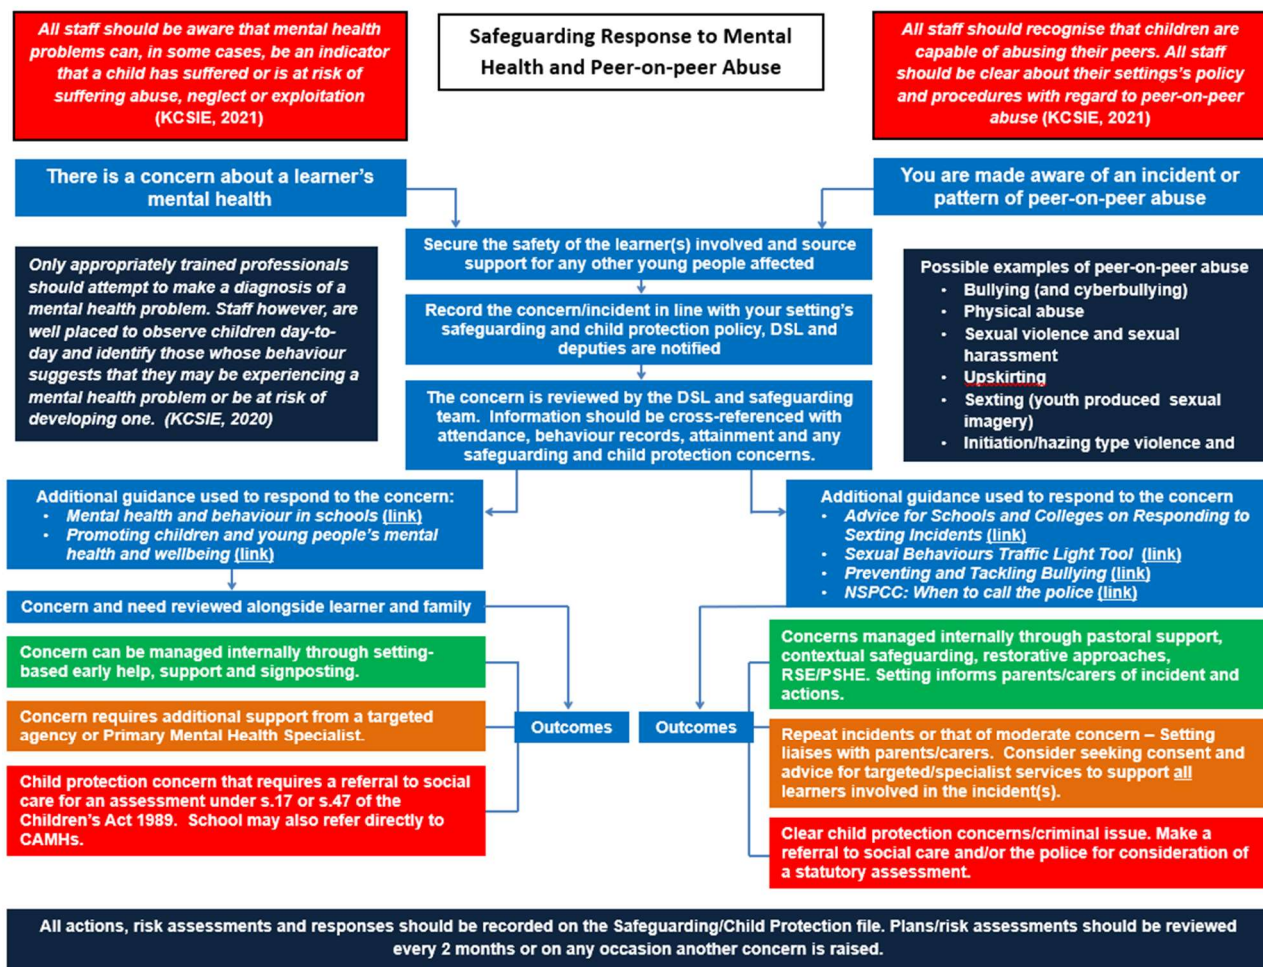 Safeguarding Response to Mental
Health and Peer-on-peer Abuse
All staff should be aware that mental health
problems can, in some cases, be an indicator
that a child has suffered or is at risk of
suffering abuse, neglect or exploitation
(KCSIE, 2021)
All staff should recognise that children are
capable of abusing their peers. All staff
should be clear about their settings's policy
and procedures with regard to peer-on-peer
abuse (KCSIE, 2021)
There is a concern about a learner's
mental health
You are made aware of an incident or
pattern of peer-on-peer abuse
Secure the safety of the learner(s) involved and source
support for any other young people affected
Only appropriately trained professionals
should attempt to make a diagnosis of a
mental health problem. Staff however, are
well placed to observe children day-to-
day and identify those whose behaviour
suggests that they may be experiencing a
mental health problem or be at risk of
developing one. (KCSIE, 2020)
Record the concern/incident in line with your setting's
safeguarding and child protection policy, DSL and
deputies are notified
Possible examples of peer-on-peer abuse
• Bullying (and cyberbullying)
• Physical abuse
• Sexual violence and sexual
harassment
• Upskirting
• Sexting (youth produced sexual
imagery)
• Initiation/hazing type violence and
The concern is reviewed by the DSL and safeguarding
team. Information should be cross-referenced with
attendance, behaviour records, attainment and any
safeguarding and child protection concerns.
Additional guidance used to respond to the concern:
• Mental health and behaviour in schools (link)
• Promoting children and young people's mental
health and wellbeing (link)
Additional guidance used to respond to the concern
• Advice for Schools and Colleges on Responding to
Sexting Incidents (link)
• Sexual Behaviours Traffic Light Tool (link)
• Preventing and Tackling Bullying (link)
• NSPCC: When to call the police (link)
Concern and need reviewed alongside learner and family
Concern can be managed internally through setting-
based early help, support and signposting.
Concern requires additional support from a targeted
agency or Primary Mental Health Specialist.
Child protection concern that requires a referral to social
care for an assessment under s.17 or s.47 of the
Children's Act 1989. School may also refer directly to
CAMHs.
Outcomes
Outcomes
Concerns managed internally through pastoral support,
contextual safeguarding, restorative approaches,
RSE/PSHE. Setting informs parents/carers of incident and
actions.
Repeat incidents or that of moderate concern – Setting
liaises with parents/carers. Consider seeking consent and
advice for targeted/specialist services to support all
learners involved in the incident(s).
Clear child protection concerns/criminal issue. Make a
referral to social care and/or the police for consideration of
a statutory assessment.
All actions, risk assessments and responses should be recorded on the Safeguarding/Child Protection file. Plans/risk assessments should be reviewed
every 2 months or on any occasion another concern is raised.